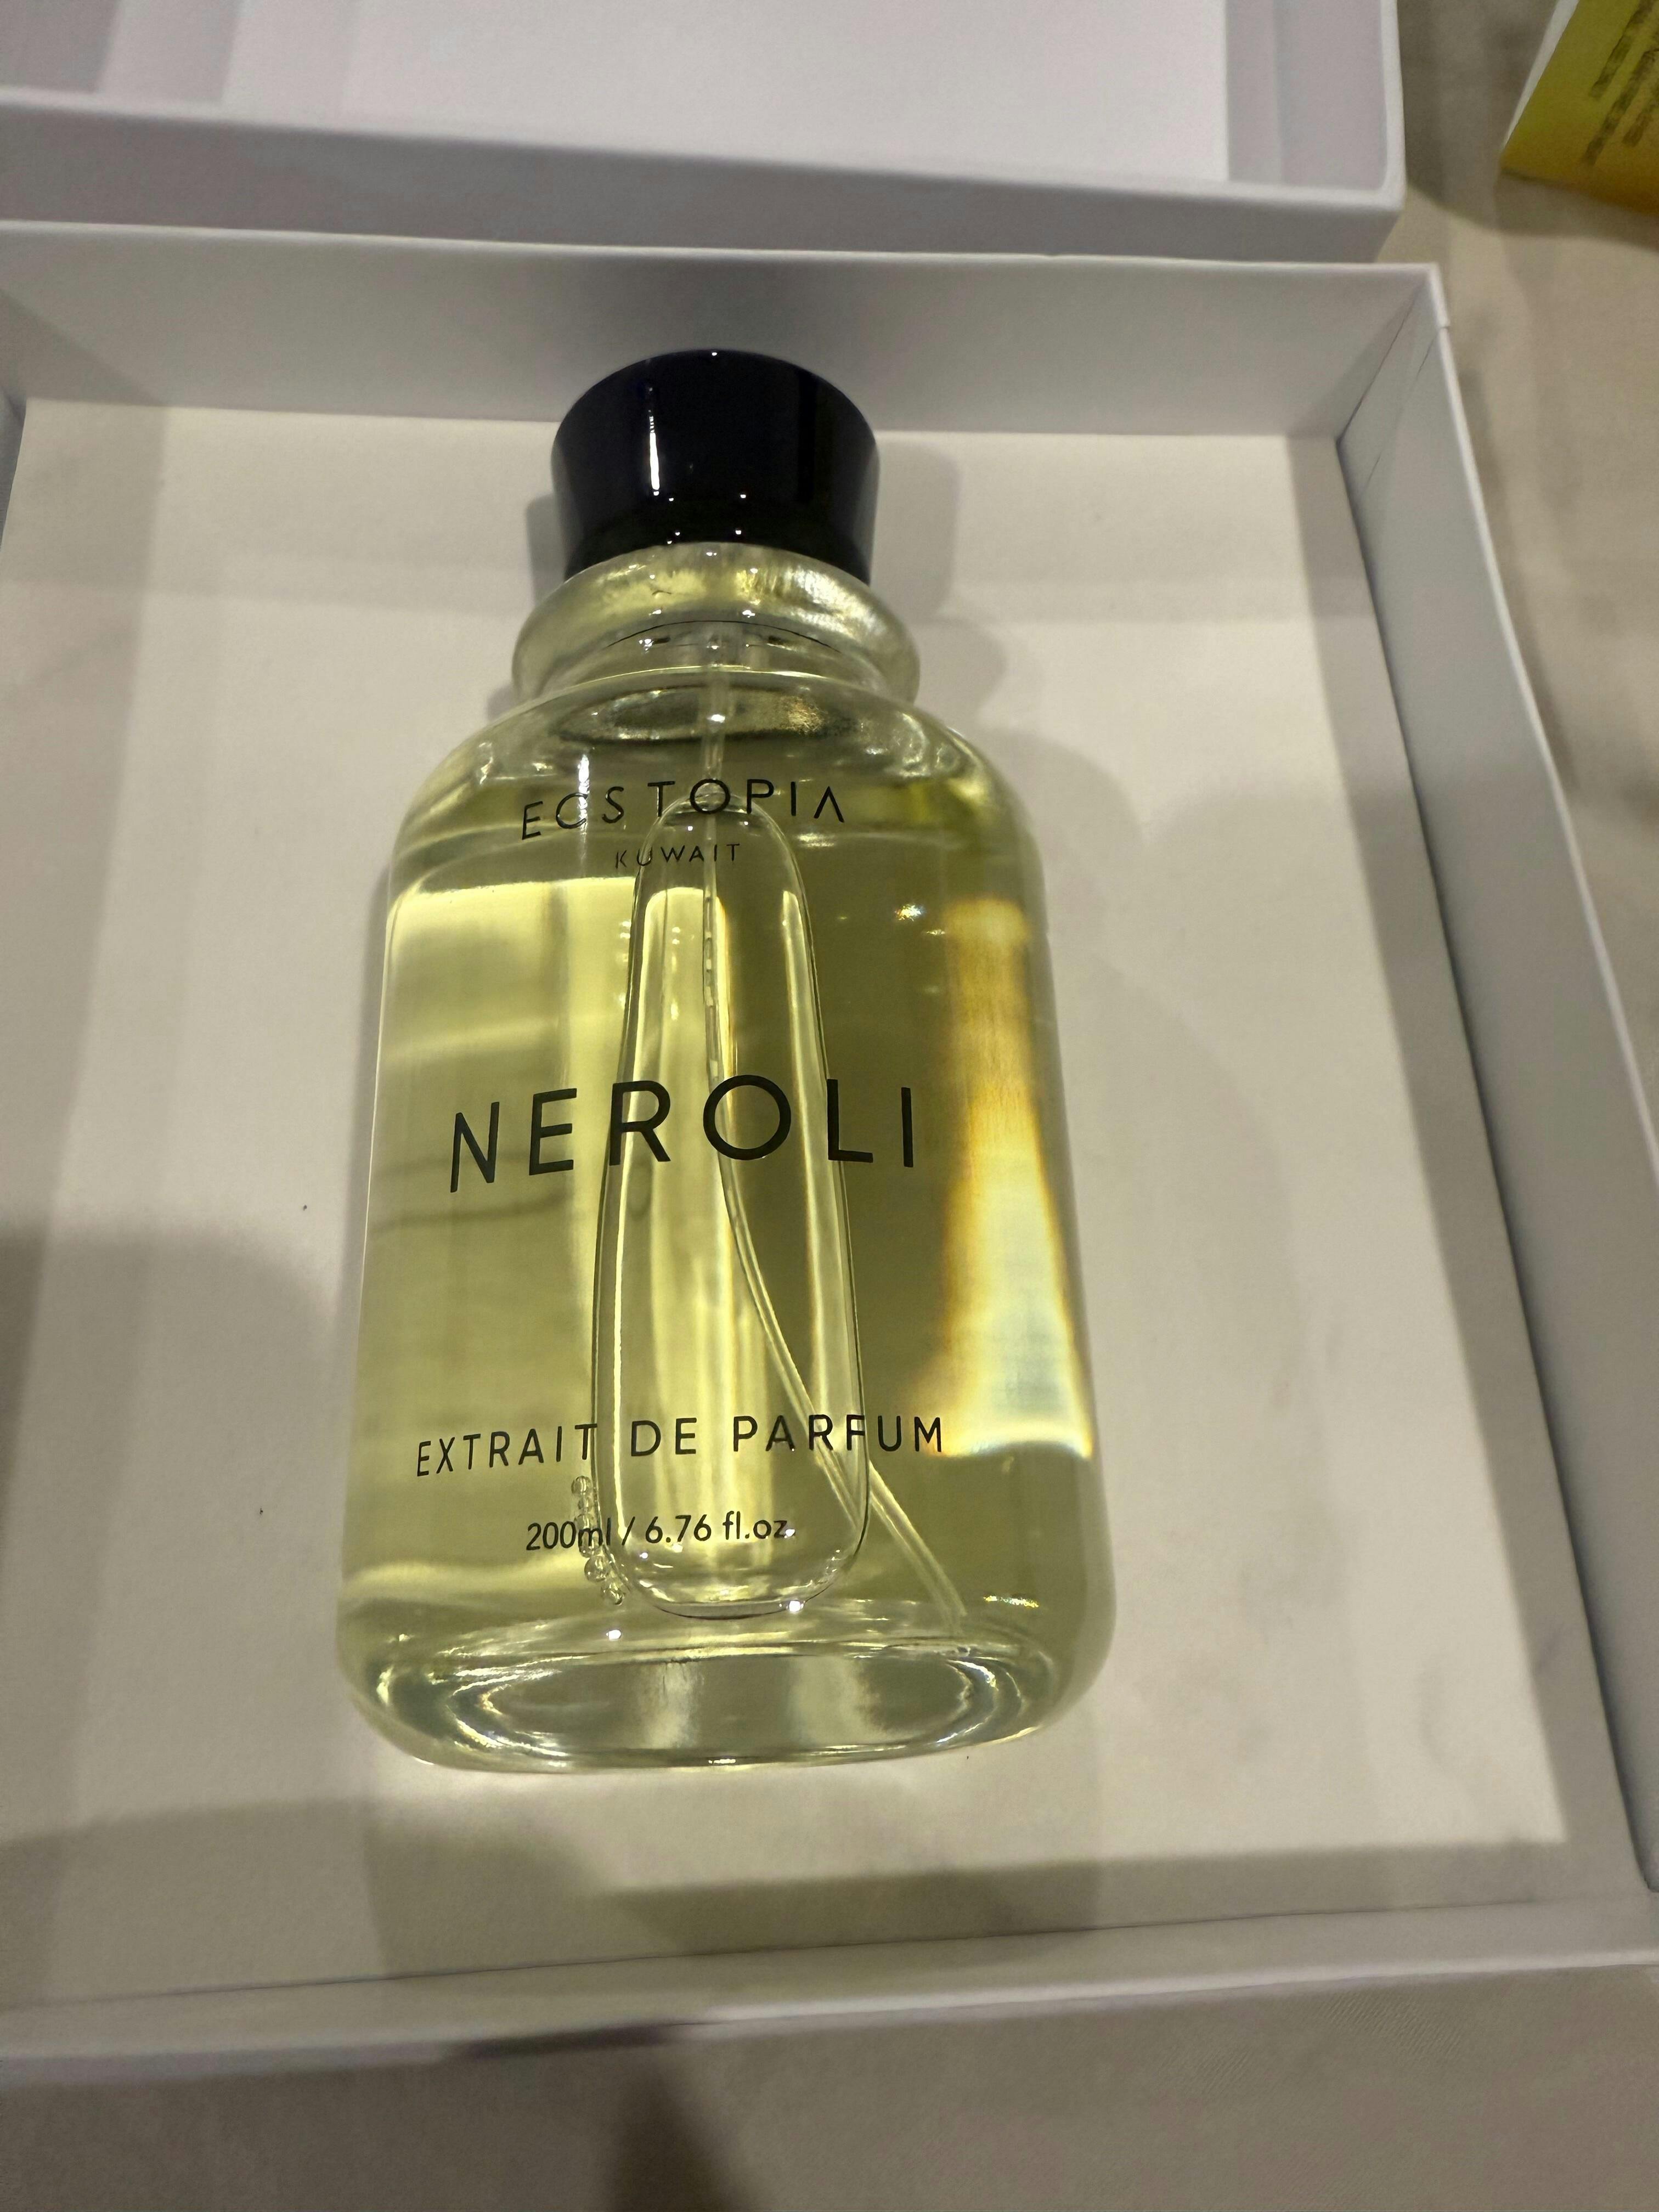 ECSTOPIA
KUWAIT
NEROLI
EXTRAIT DE PARFUM
200ml / 6.76 fl.oz.